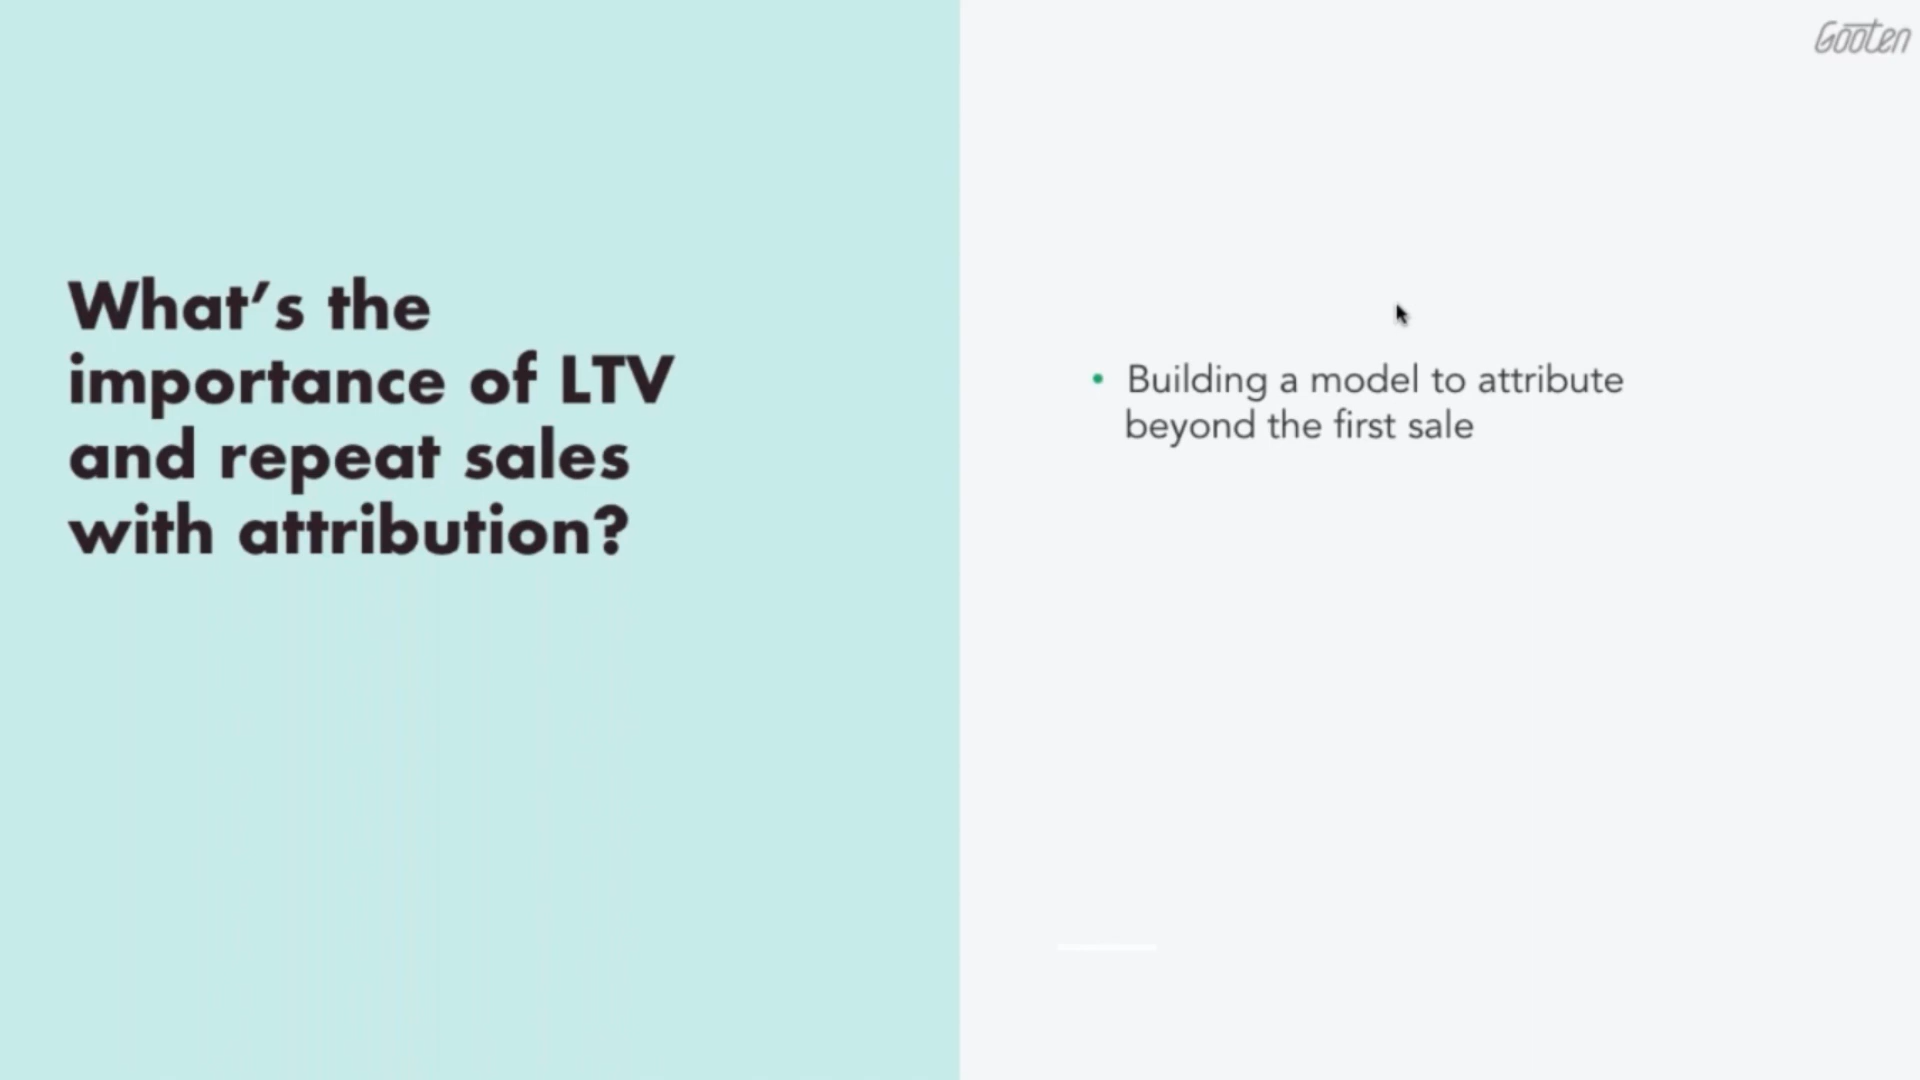 What's the
importance of LTV
and repeat sales
with attribution?
Gooten
• Building a model to attribute
beyond the first sale